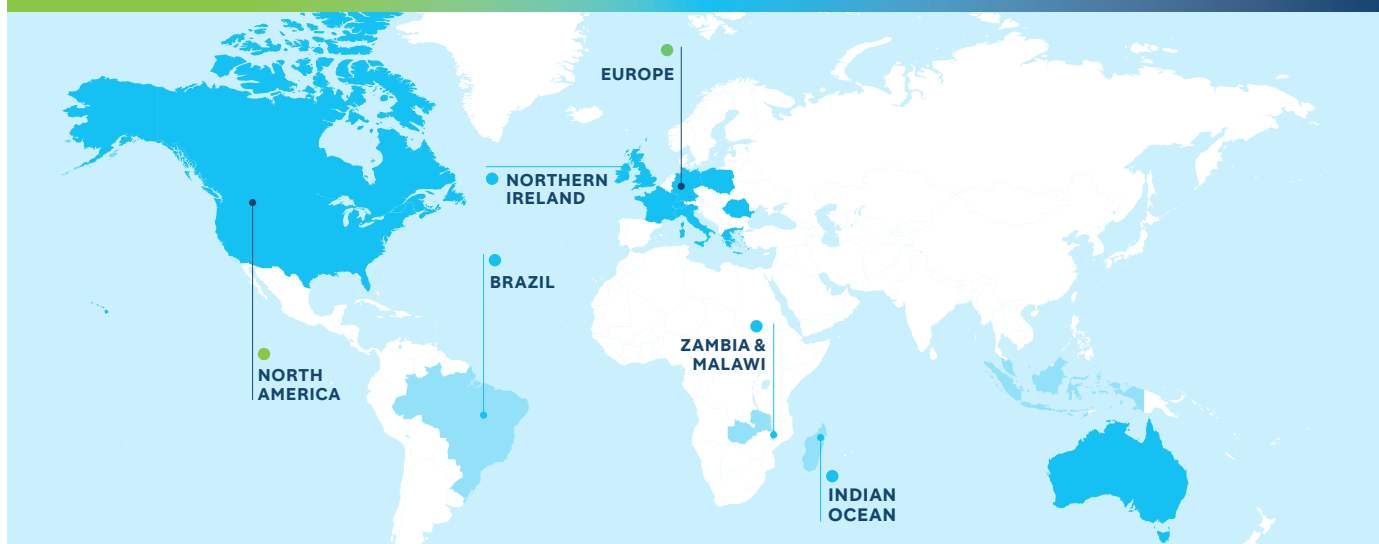 EUROPE
NORTHERN
IRELAND
BRAZIL
ZAMBIA &
MALAWI
NORTH
AMERICA
INDIAN
OCEAN